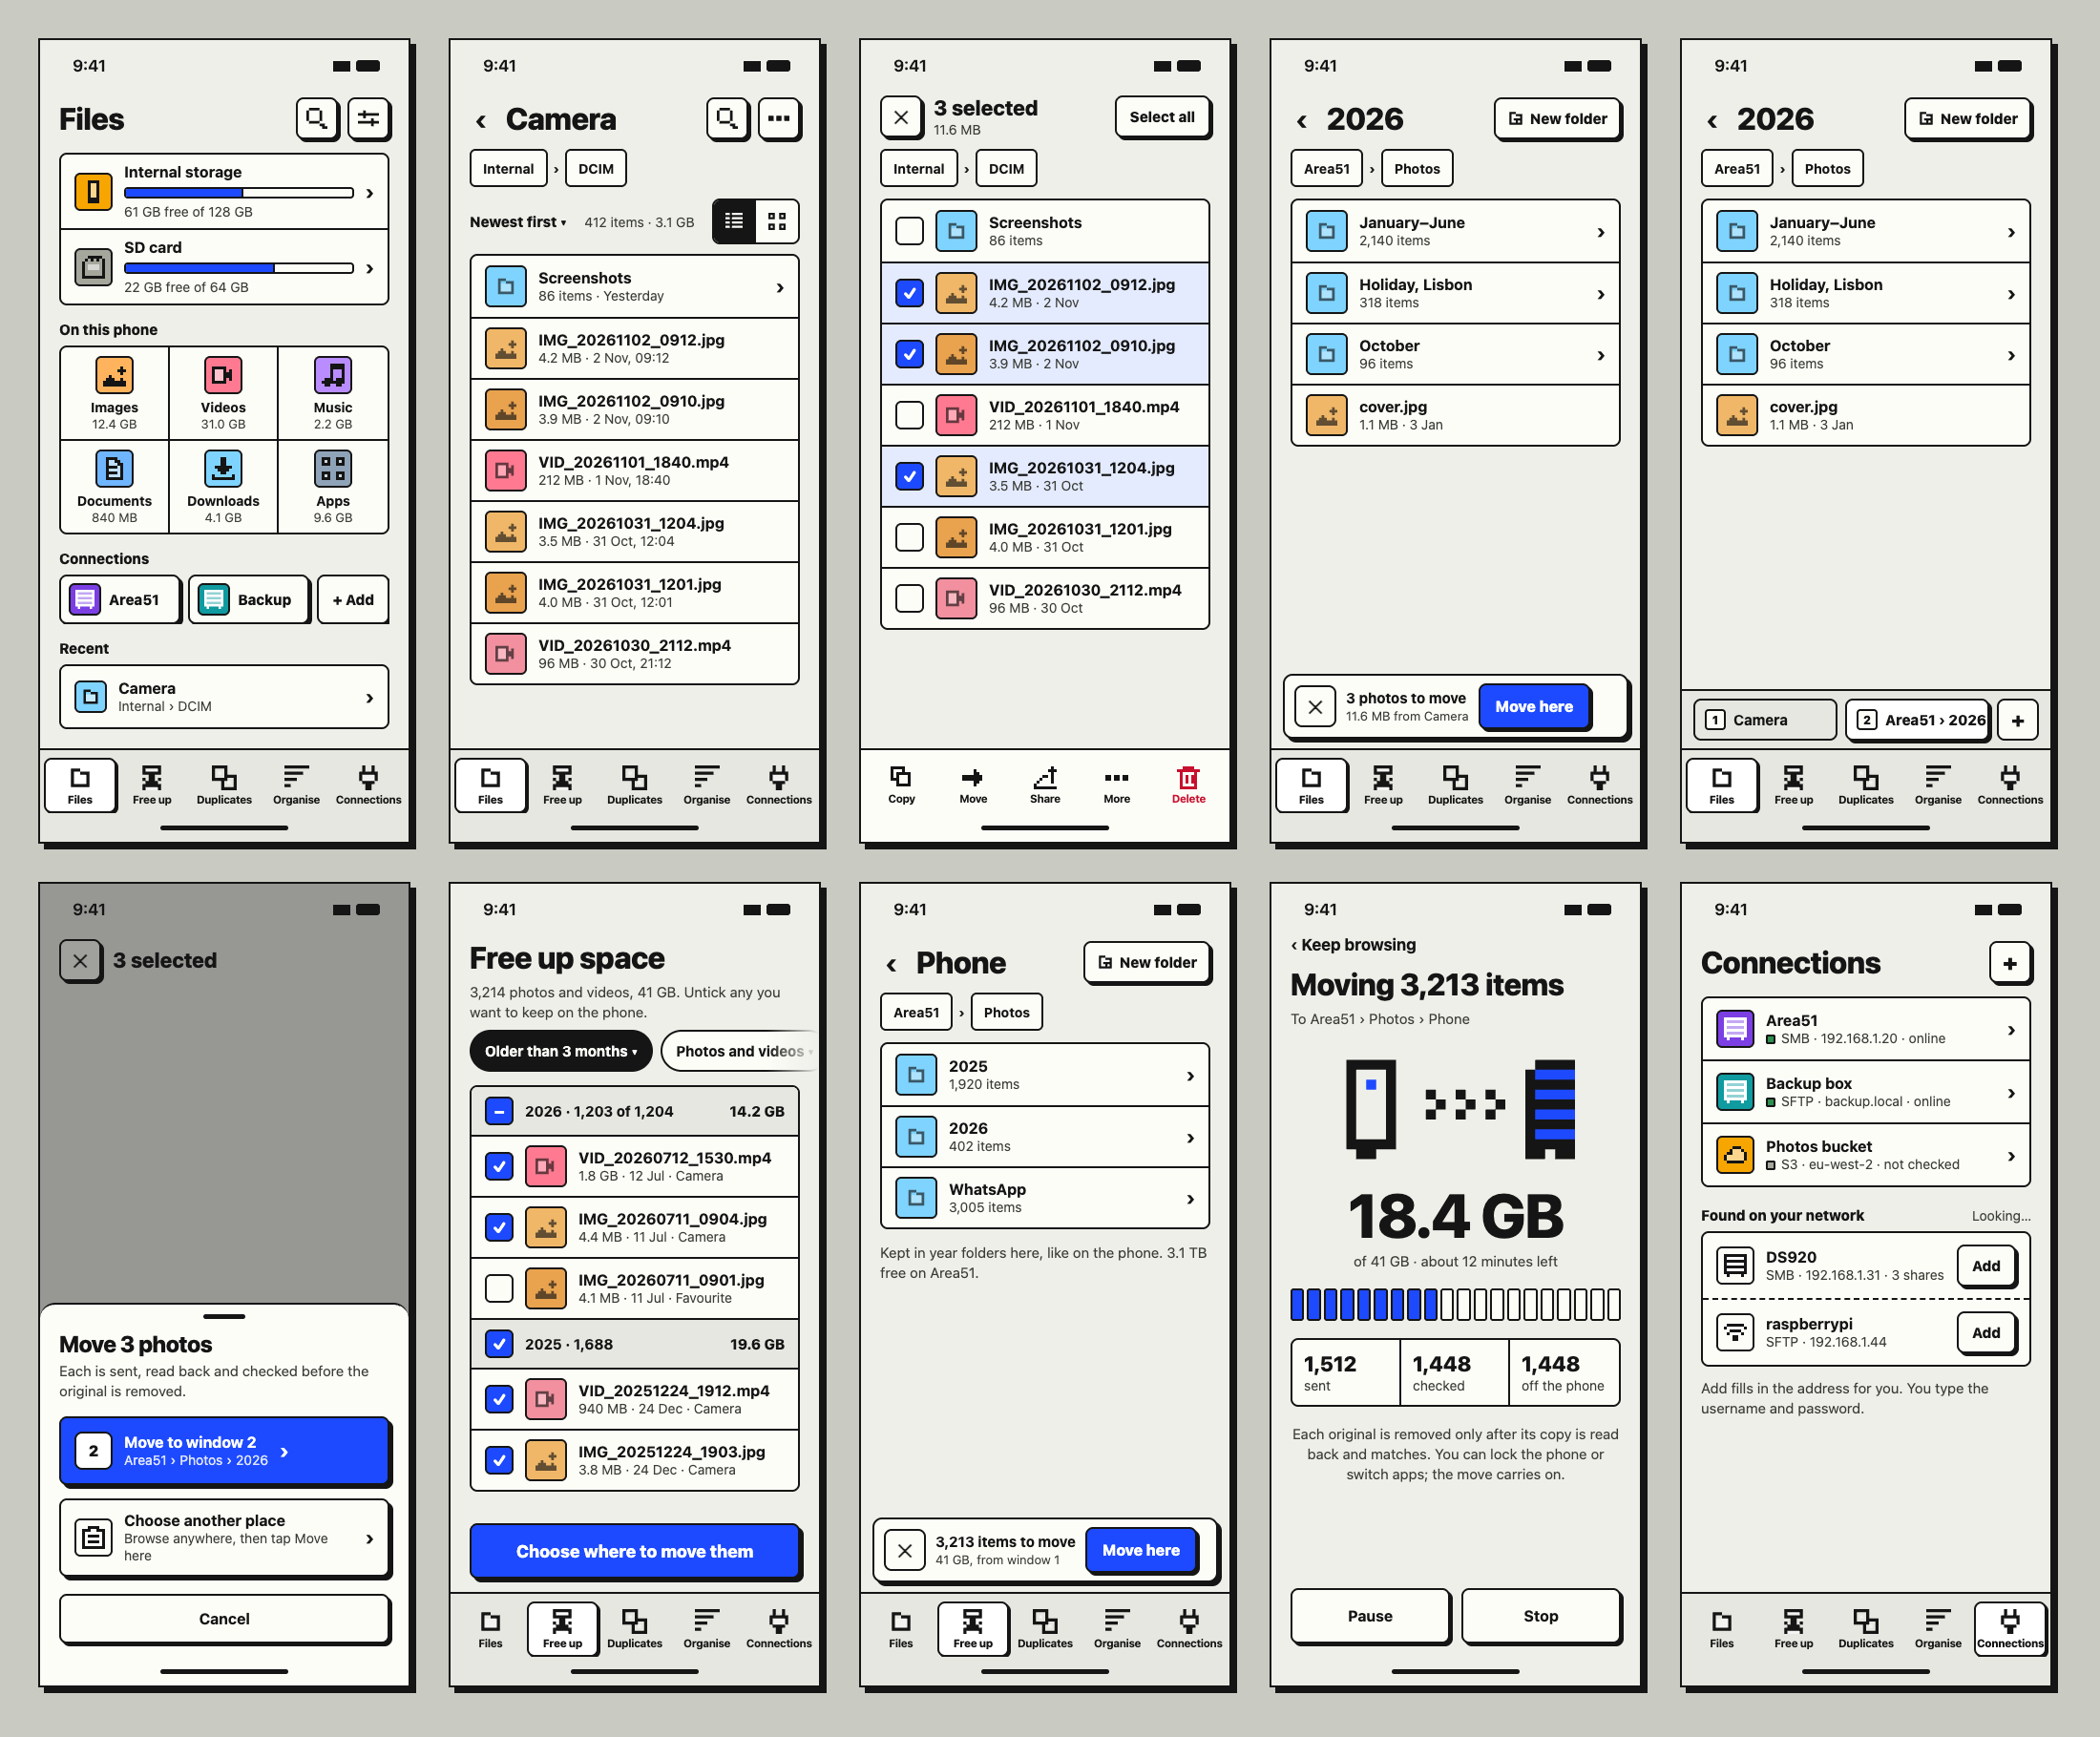 9:41
Files
Internal storage
61 GB free of 128 GB
SD card
22 GB free of 64 GB
On this phone
Images
12.4 GB
Videos
31.0 GB
Music
2.2 GB
Documents
840 MB
Downloads
4.1 GB
Apps
9.6 GB
Connections
Area51
Backup
+ Add
Recent
Camera
Internal › DCIM
Files
Free up
Duplicates
Organise
Connections
9:41
‹ Camera
Internal › DCIM
Newest first ▾ 412 items · 3.1 GB
Screenshots
86 items · Yesterday
IMG_20261102_0912.jpg
4.2 MB · 2 Nov, 09:12
IMG_20261102_0910.jpg
3.9 MB · 2 Nov, 09:10
VID_20261101_1840.mp4
212 MB · 1 Nov, 18:40
IMG_20261031_1204.jpg
3.5 MB · 31 Oct, 12:04
IMG_20261031_1201.jpg
4.0 MB · 31 Oct, 12:01
VID_20261030_2112.mp4
96 MB · 30 Oct, 21:12
Files
Free up
Duplicates
Organise
Connections
9:41
3 selected
11.6 MB
Select all
Internal › DCIM
Screenshots
86 items
IMG_20261102_0912.jpg
4.2 MB · 2 Nov
IMG_20261102_0910.jpg
3.9 MB · 2 Nov
VID_20261101_1840.mp4
212 MB · 1 Nov
IMG_20261031_1204.jpg
3.5 MB · 31 Oct
IMG_20261031_1201.jpg
4.0 MB · 31 Oct
VID_20261030_2112.mp4
96 MB · 30 Oct
Copy
Move
Share
More
Delete
9:41
‹ 2026
New folder
Area51 › Photos
January–June
2,140 items
Holiday, Lisbon
318 items
October
96 items
cover.jpg
1.1 MB · 3 Jan
3 photos to move
11.6 MB from Camera
Move here
Files
Free up
Duplicates
Organise
Connections
9:41
‹ 2026
New folder
Area51 › Photos
January–June
2,140 items
Holiday, Lisbon
318 items
October
96 items
cover.jpg
1.1 MB · 3 Jan
1 Camera
2 Area51 › 2026
+
Files
Free up
Duplicates
Organise
Connections
9:41
3 selected
Move 3 photos
Each is sent, read back and checked before the
original is removed.
2
Move to window 2
Area51 › Photos › 2026
Choose another place
Browse anywhere, then tap Move
here
Cancel
9:41
Free up space
3,214 photos and videos, 41 GB. Untick any you
want to keep on the phone.
Older than 3 months ▾
Photos and videos
2026 · 1,203 of 1,204 14.2 GB
VID_20260712_1530.mp4
1.8 GB · 12 Jul · Camera
IMG_20260711_0904.jpg
4.4 MB · 11 Jul · Camera
IMG_20260711_0901.jpg
4.1 MB · 11 Jul · Favourite
2025 · 1,688 19.6 GB
VID_20251224_1912.mp4
940 MB · 24 Dec · Camera
IMG_20251224_1903.jpg
3.8 MB · 24 Dec · Camera
Choose where to move them
Files
Free up
Duplicates
Organise
Connections
9:41
‹ Phone
New folder
Area51 › Photos
2025
1,920 items
2026
402 items
WhatsApp
3,005 items
Kept in year folders here, like on the phone. 3.1 TB
free on Area51.
3,213 items to move
41 GB, from window 1
Move here
Files
Free up
Duplicates
Organise
Connections
9:41
‹ Keep browsing
Moving 3,213 items
To Area51 › Photos › Phone
18.4 GB
of 41 GB · about 12 minutes left
1,512
sent
1,448
checked
1,448
off the phone
Each original is removed only after its copy is read
back and matches. You can lock the phone or
switch apps; the move carries on.
Pause
Stop
9:41
Connections
+
Area51
SMB · 192.168.1.20 · online
Backup box
SFTP · backup.local · online
Photos bucket
S3 · eu-west-2 · not checked
Found on your network
Looking…
DS920
SMB · 192.168.1.31 · 3 shares
Add
raspberrypi
SFTP · 192.168.1.44
Add
Add fills in the address for you. You type the
username and password.
Files
Free up
Duplicates
Organise
Connections